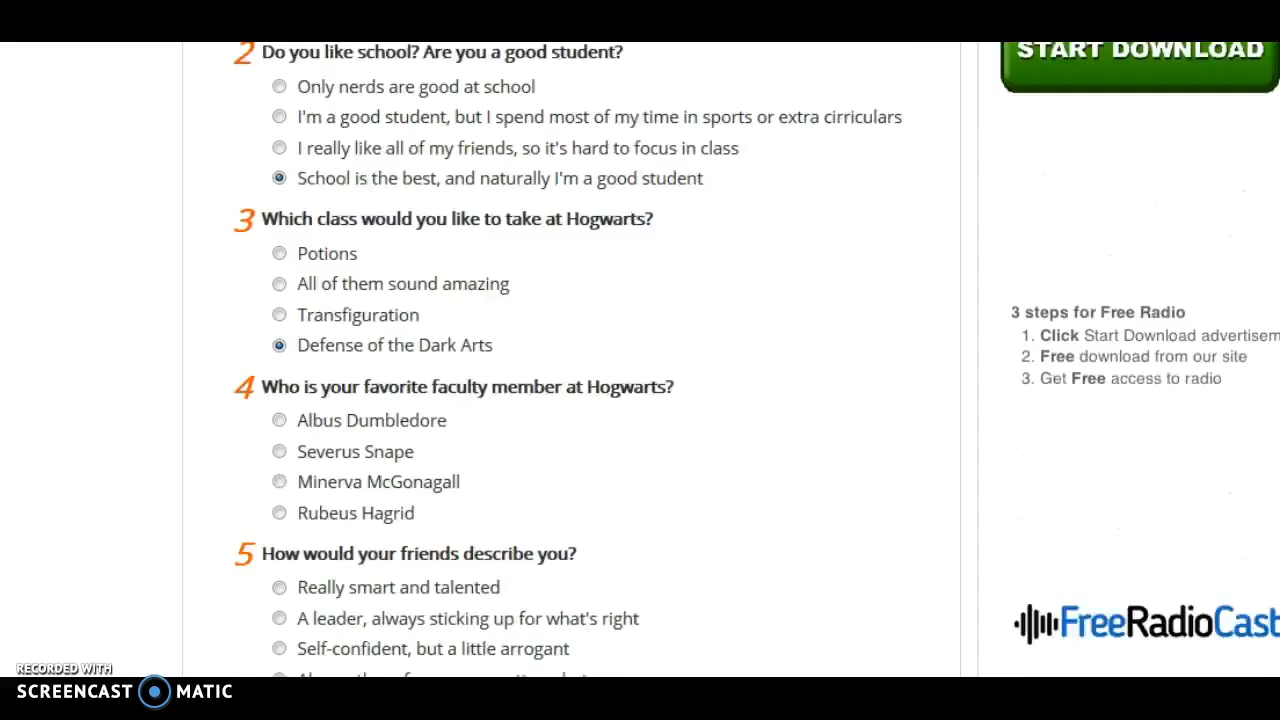 2 Do you like school? Are you a good student?
Only nerds are good at school
I'm a good student, but I spend most of my time in sports or extra cirriculars
I really like all of my friends, so it's hard to focus in class
School is the best, and naturally I'm a good student
3 Which class would you like to take at Hogwarts?
Potions
All of them sound amazing
Transfiguration
Defense of the Dark Arts
4 Who is your favorite faculty member at Hogwarts?
Albus Dumbledore
Severus Snape
Minerva McGonagall
Rubeus Hagrid
5 How would your friends describe you?
Really smart and talented
A leader, always sticking up for what's right
Self-confident, but a little arrogant
START DOWNLOAD
3 steps for Free Radio
1. Click Start Download advertisem
2. Free download from our site
3. Get Free access to radio
FreeRadioCast
RECORDED WITH
SCREENCAST MATIC